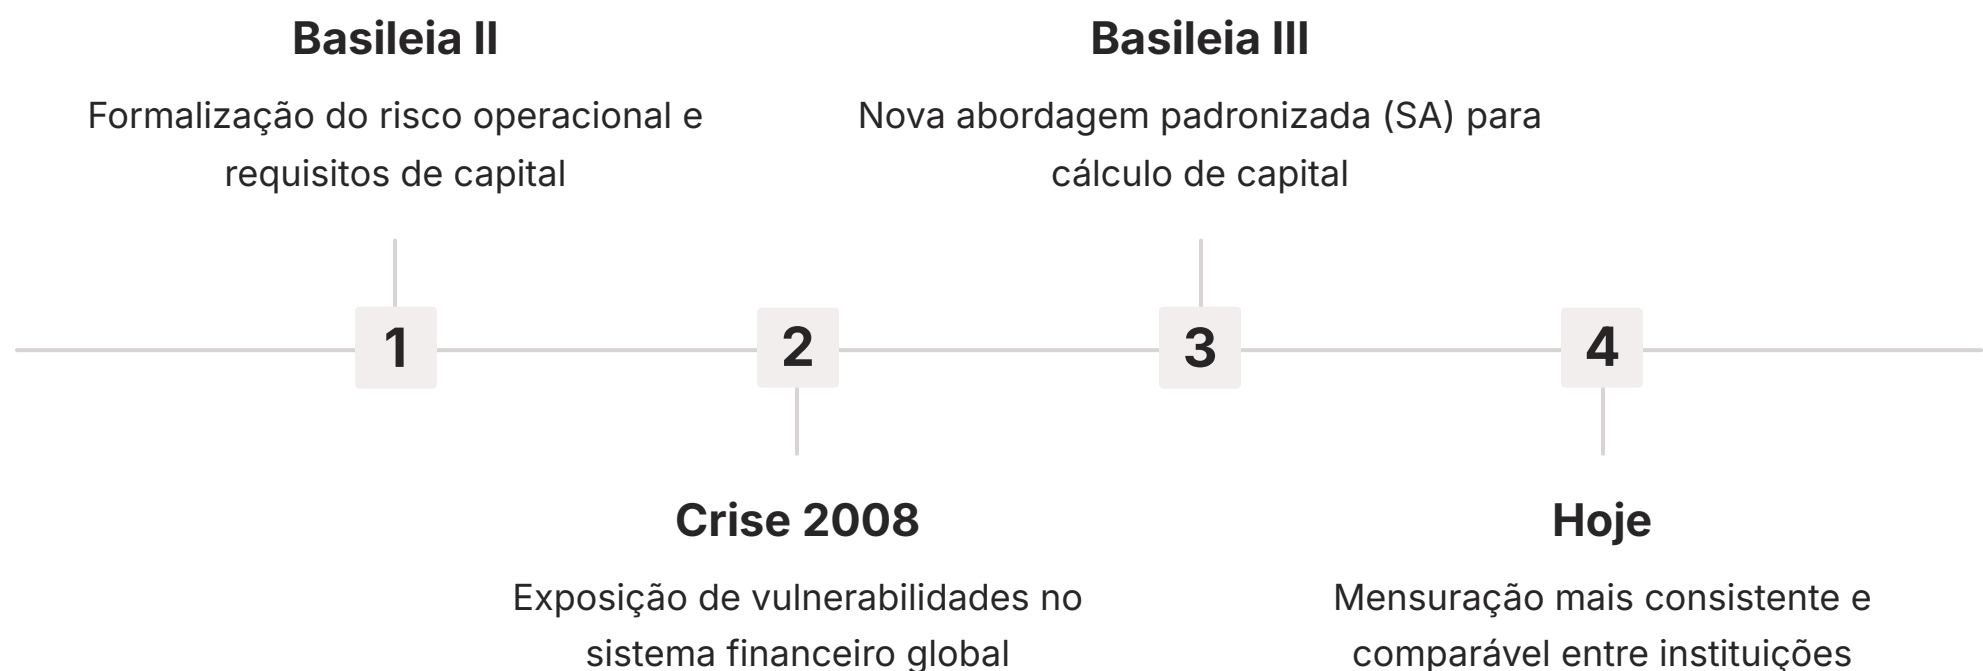 Basileia II
Formalização do risco operacional e
requisitos de capital
Basileia III
Nova abordagem padronizada (SA) para
cálculo de capital
1
2
3
4
Crise 2008
Exposição de vulnerabilidades no
sistema financeiro global
Hoje
Mensuração mais consistente e
comparável entre instituições